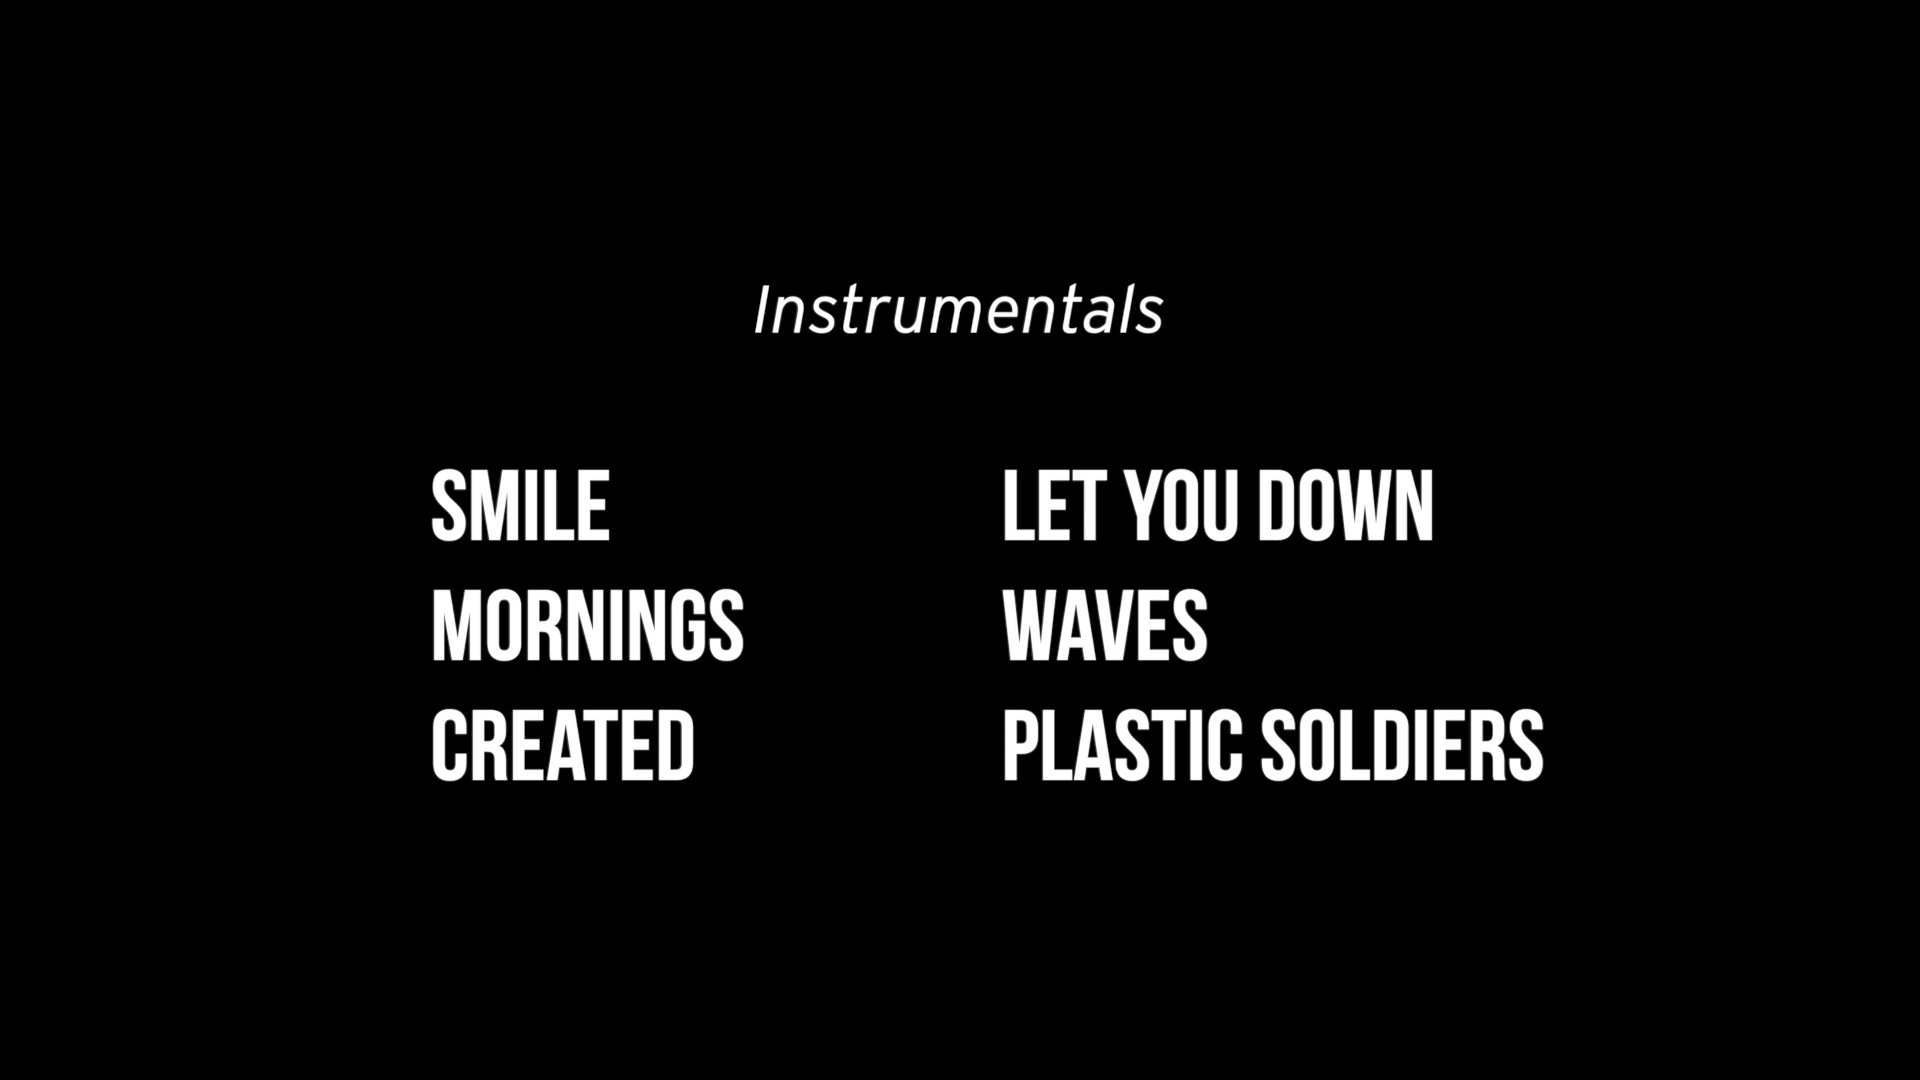 Instrumentals
SMILE
MORNINGS
CREATED
LET YOU DOWN
WAVES
PLASTIC SOLDIERS